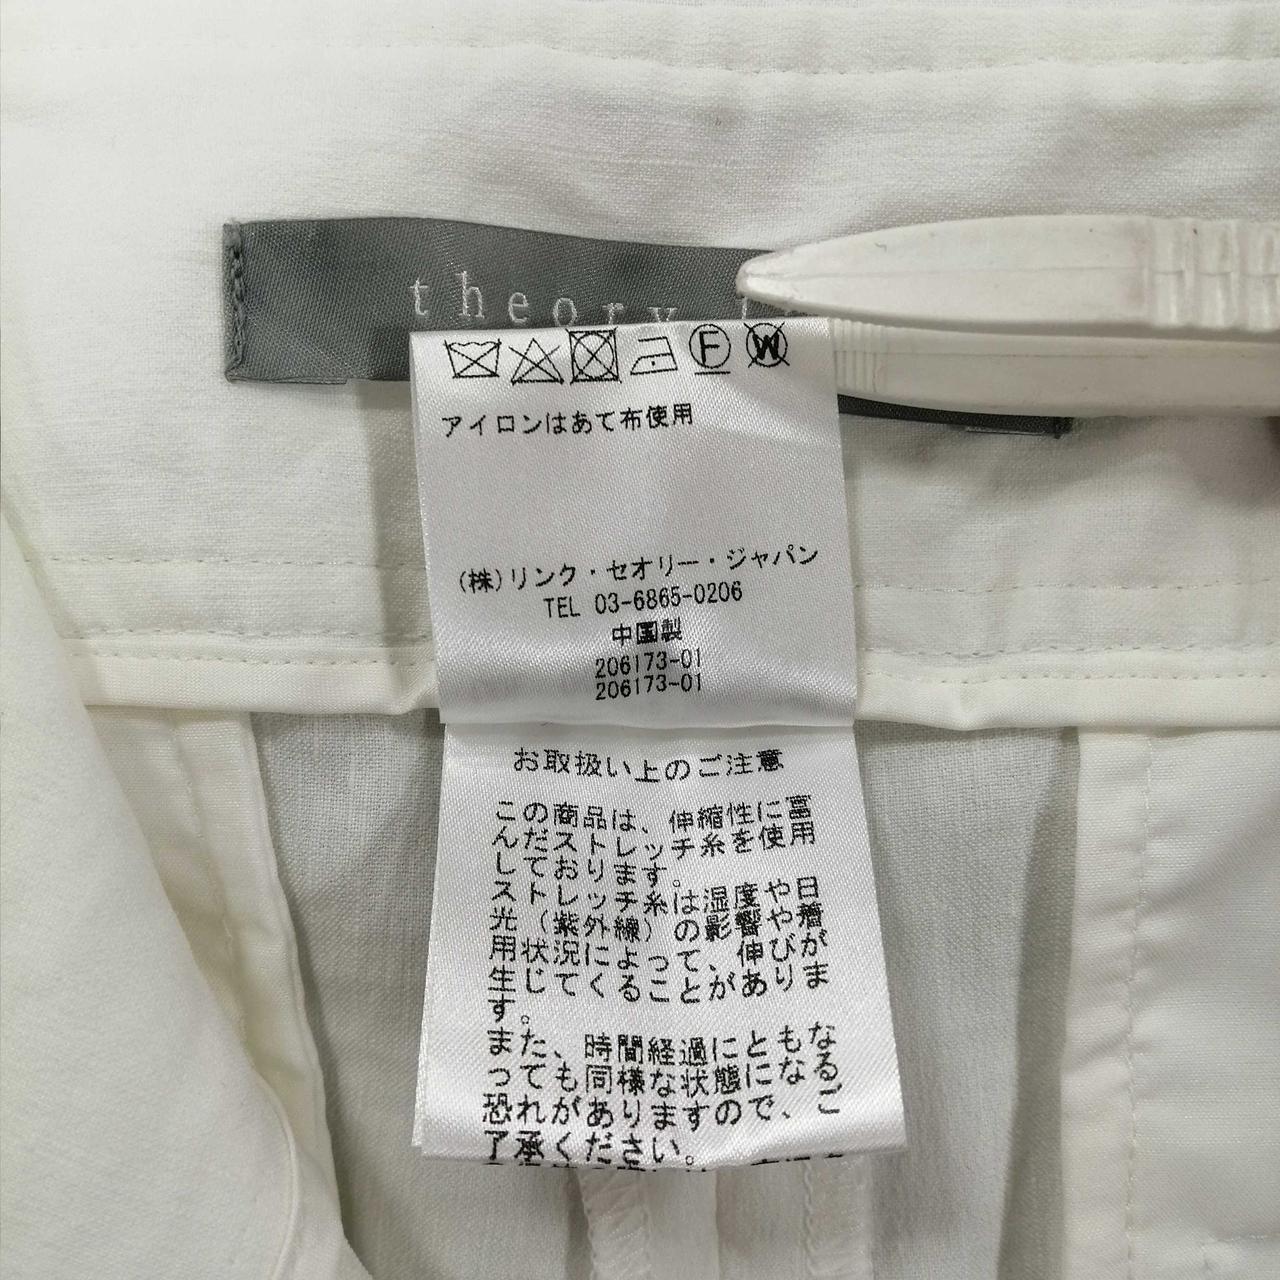 theory
F
W
アイロンはあて布使用
(株)リンク・セオリー・ジャパン
TEL 03-6865-0206
中国製
206173-01
206173-01
お取扱い上のご注意
この商品は、伸縮性に富
んだストレッチ糸を使用
しております。
ストレッチ糸は湿度や日
光(紫外線)の影響や着
用状況によって、伸びが
生じてくることがありま
す。
また、時間経過にともな
っても同様な状態になる
恐れがありますので、ご
了承ください。